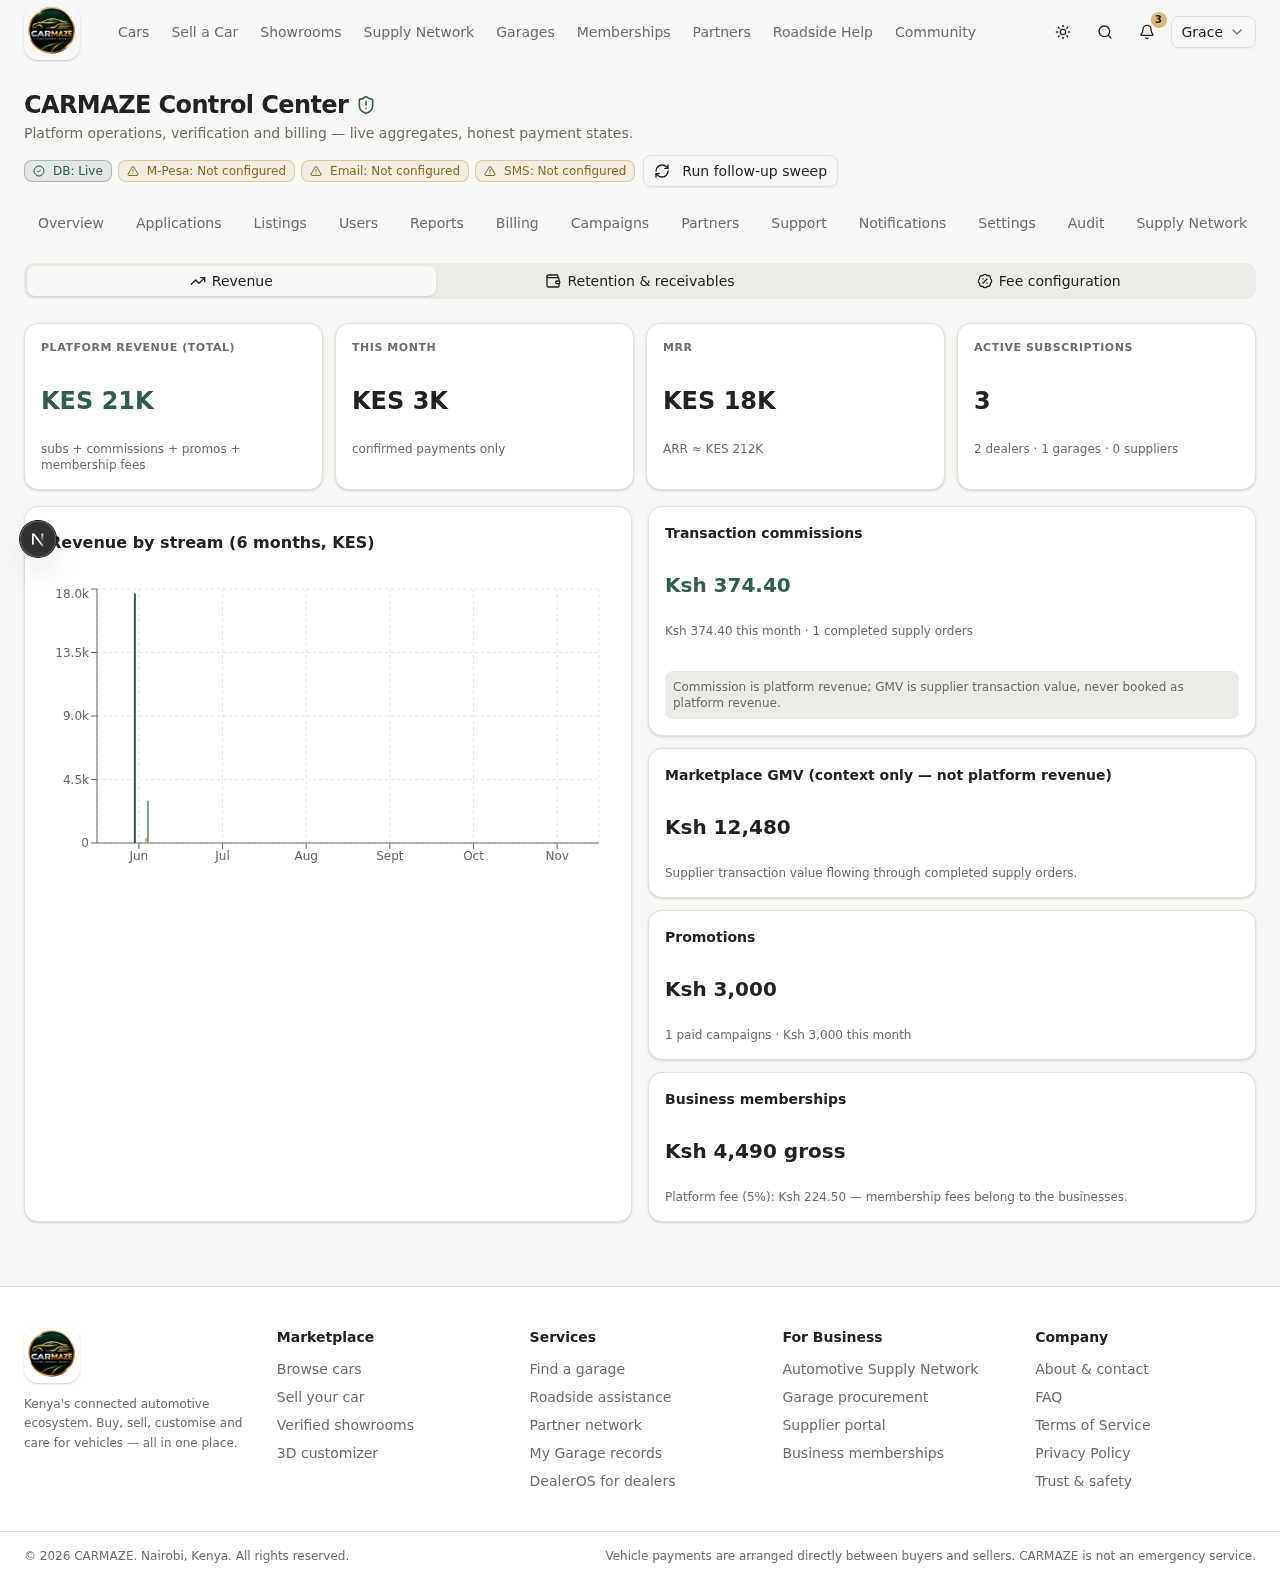 CARMAZE
Cars
Sell a Car
Showrooms
Supply Network
Garages
Memberships
Partners
Roadside Help
Community
3
Grace
CARMAZE Control Center
Platform operations, verification and billing — live aggregates, honest payment states.
DB: Live
M-Pesa: Not configured
Email: Not configured
SMS: Not configured
Run follow-up sweep
Overview
Applications
Listings
Users
Reports
Billing
Campaigns
Partners
Support
Notifications
Settings
Audit
Supply Network
Revenue
Retention & receivables
Fee configuration
PLATFORM REVENUE (TOTAL)
KES 21K
subs + commissions + promos +
membership fees
THIS MONTH
KES 3K
confirmed payments only
MRR
KES 18K
ARR ≈ KES 212K
ACTIVE SUBSCRIPTIONS
3
2 dealers · 1 garages · 0 suppliers
N
Revenue by stream (6 months, KES)
18.0k
13.5k
9.0k
4.5k
0
Jun
Jul
Aug
Sept
Oct
Nov
Transaction commissions
Ksh 374.40
Ksh 374.40 this month · 1 completed supply orders
Commission is platform revenue; GMV is supplier transaction value, never booked as
platform revenue.
Marketplace GMV (context only — not platform revenue)
Ksh 12,480
Supplier transaction value flowing through completed supply orders.
Promotions
Ksh 3,000
1 paid campaigns · Ksh 3,000 this month
Business memberships
Ksh 4,490 gross
Platform fee (5%): Ksh 224.50 — membership fees belong to the businesses.
CARMAZE
Kenya's connected automotive
ecosystem. Buy, sell, customise and
care for vehicles — all in one place.
Marketplace
Browse cars
Sell your car
Verified showrooms
3D customizer
Services
Find a garage
Roadside assistance
Partner network
My Garage records
DealerOS for dealers
For Business
Automotive Supply Network
Garage procurement
Supplier portal
Business memberships
Company
About & contact
FAQ
Terms of Service
Privacy Policy
Trust & safety
© 2026 CARMAZE. Nairobi, Kenya. All rights reserved.
Vehicle payments are arranged directly between buyers and sellers. CARMAZE is not an emergency service.